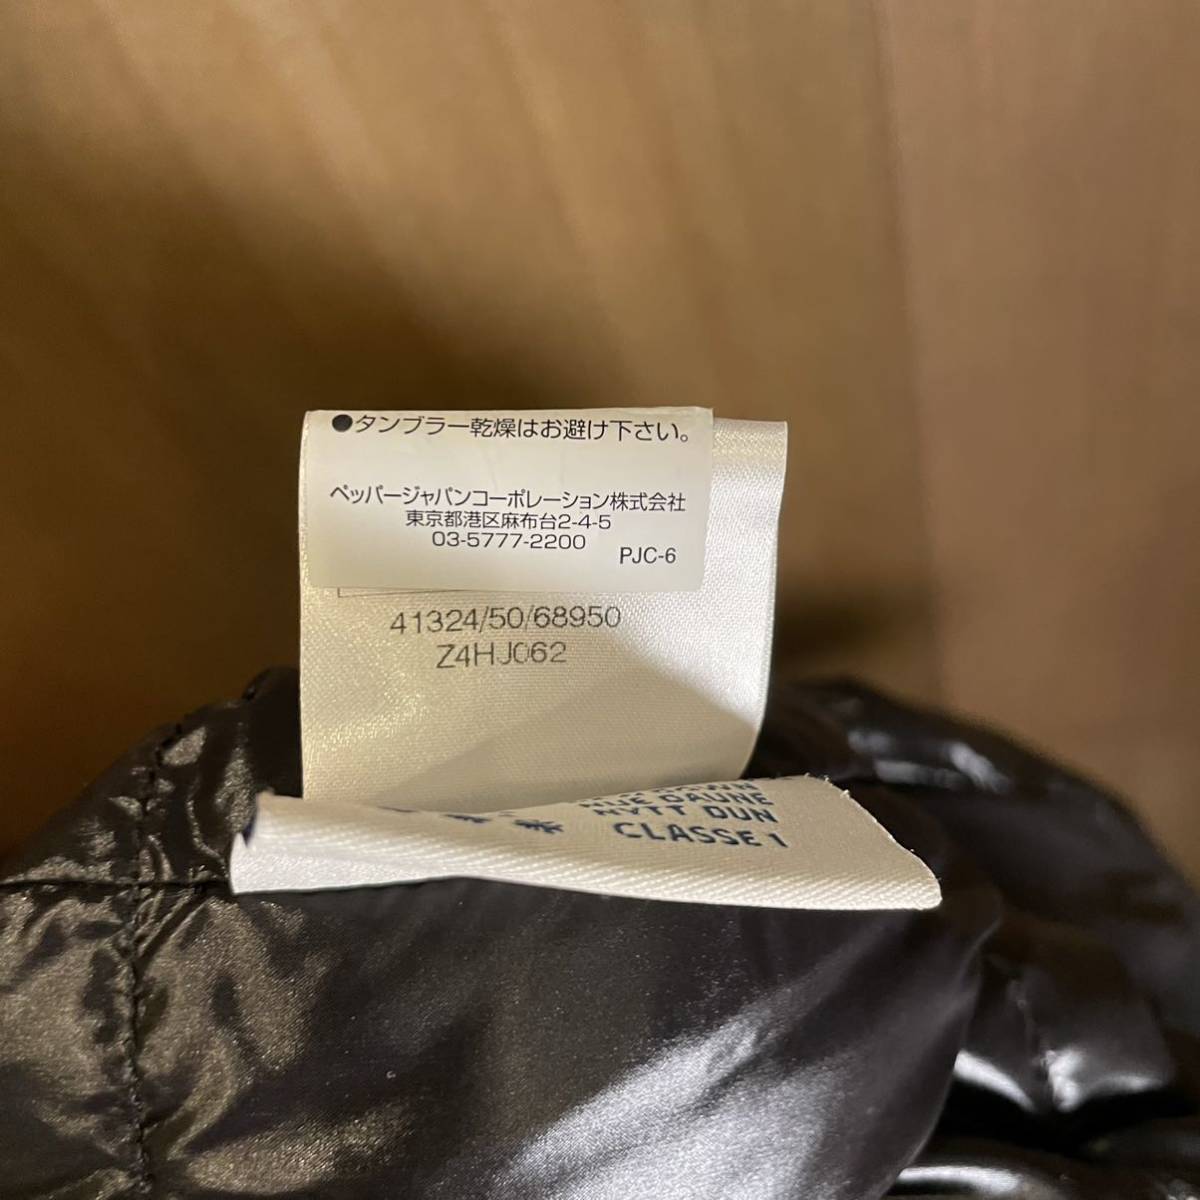 ●タンブラー乾燥はお避け下さい。
ペッパージャパンコーポレーション株式会社
東京都港区麻布台2-4-5
03-5777-2200
PJC-6
41324/50/68950
Z4HJ062
DAUNE
NYTT DUN
CLASSE 1